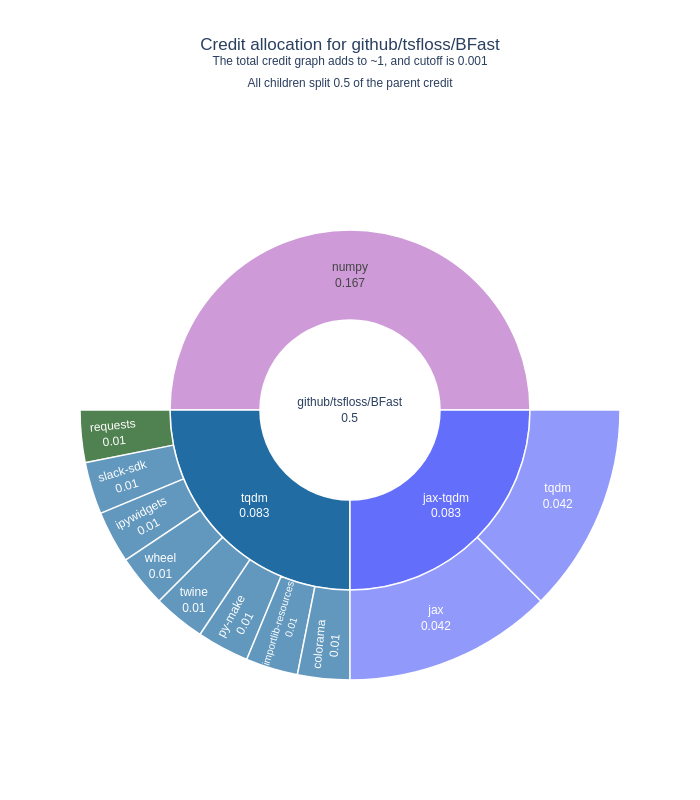 Credit allocation for github/tsfloss/BFast
The total credit graph adds to ~1, and cutoff is 0.001
All children split 0.5 of the parent credit
numpy
0.167
github/tsfloss/BFast
0.5
tqdm
0.083
jax-tqdm
0.083
tqdm
0.042
jax
0.042
requests
0.01
slack-sdk
0.01
ipywidgets
0.01
wheel
0.01
twine
0.01
py-make
0.01
importlib-resources
0.01
colorama
0.01